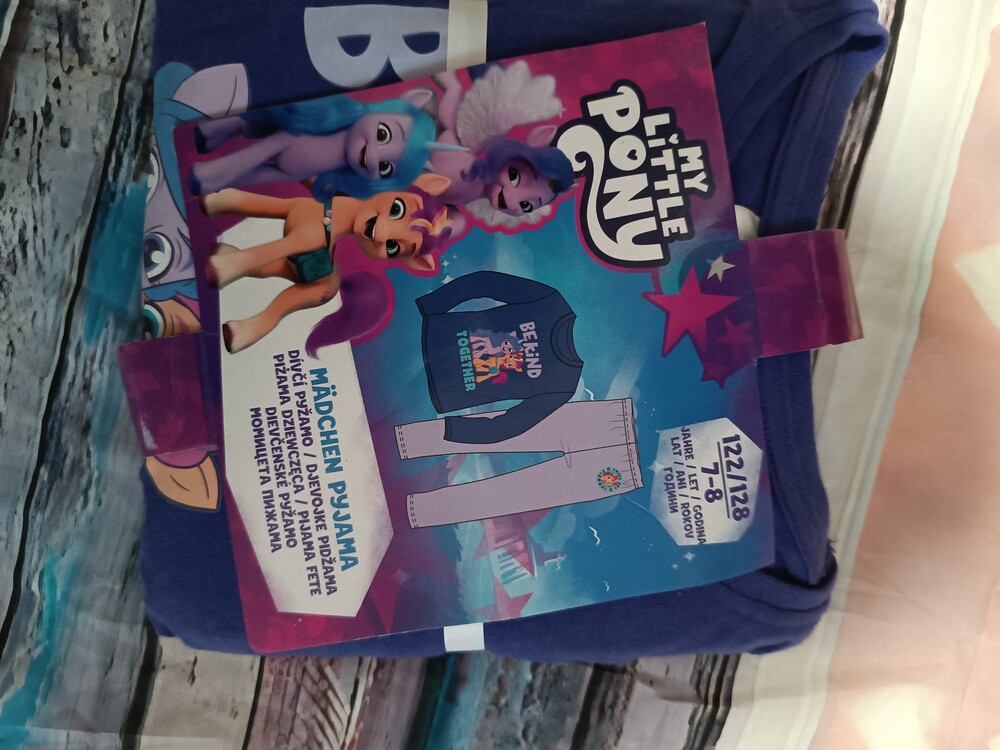 B
MY
LiTTLE
PONY
BE KiND
TOGETHER
122/128
7-8
JAHRE / LET / GODINA
LAT / ANI / ROKOV
ГОДИНИ
MÄDCHEN PYJAMA
DÍVČÍ PYŽAMO / DJEVOJKE PIDŽAMA
PIŻAMA DZIEWCZĘCA / PIJAMA FETE
DIEVČENSKÉ PYŽAMO
МОМИЦЕТА ПИЖАМА